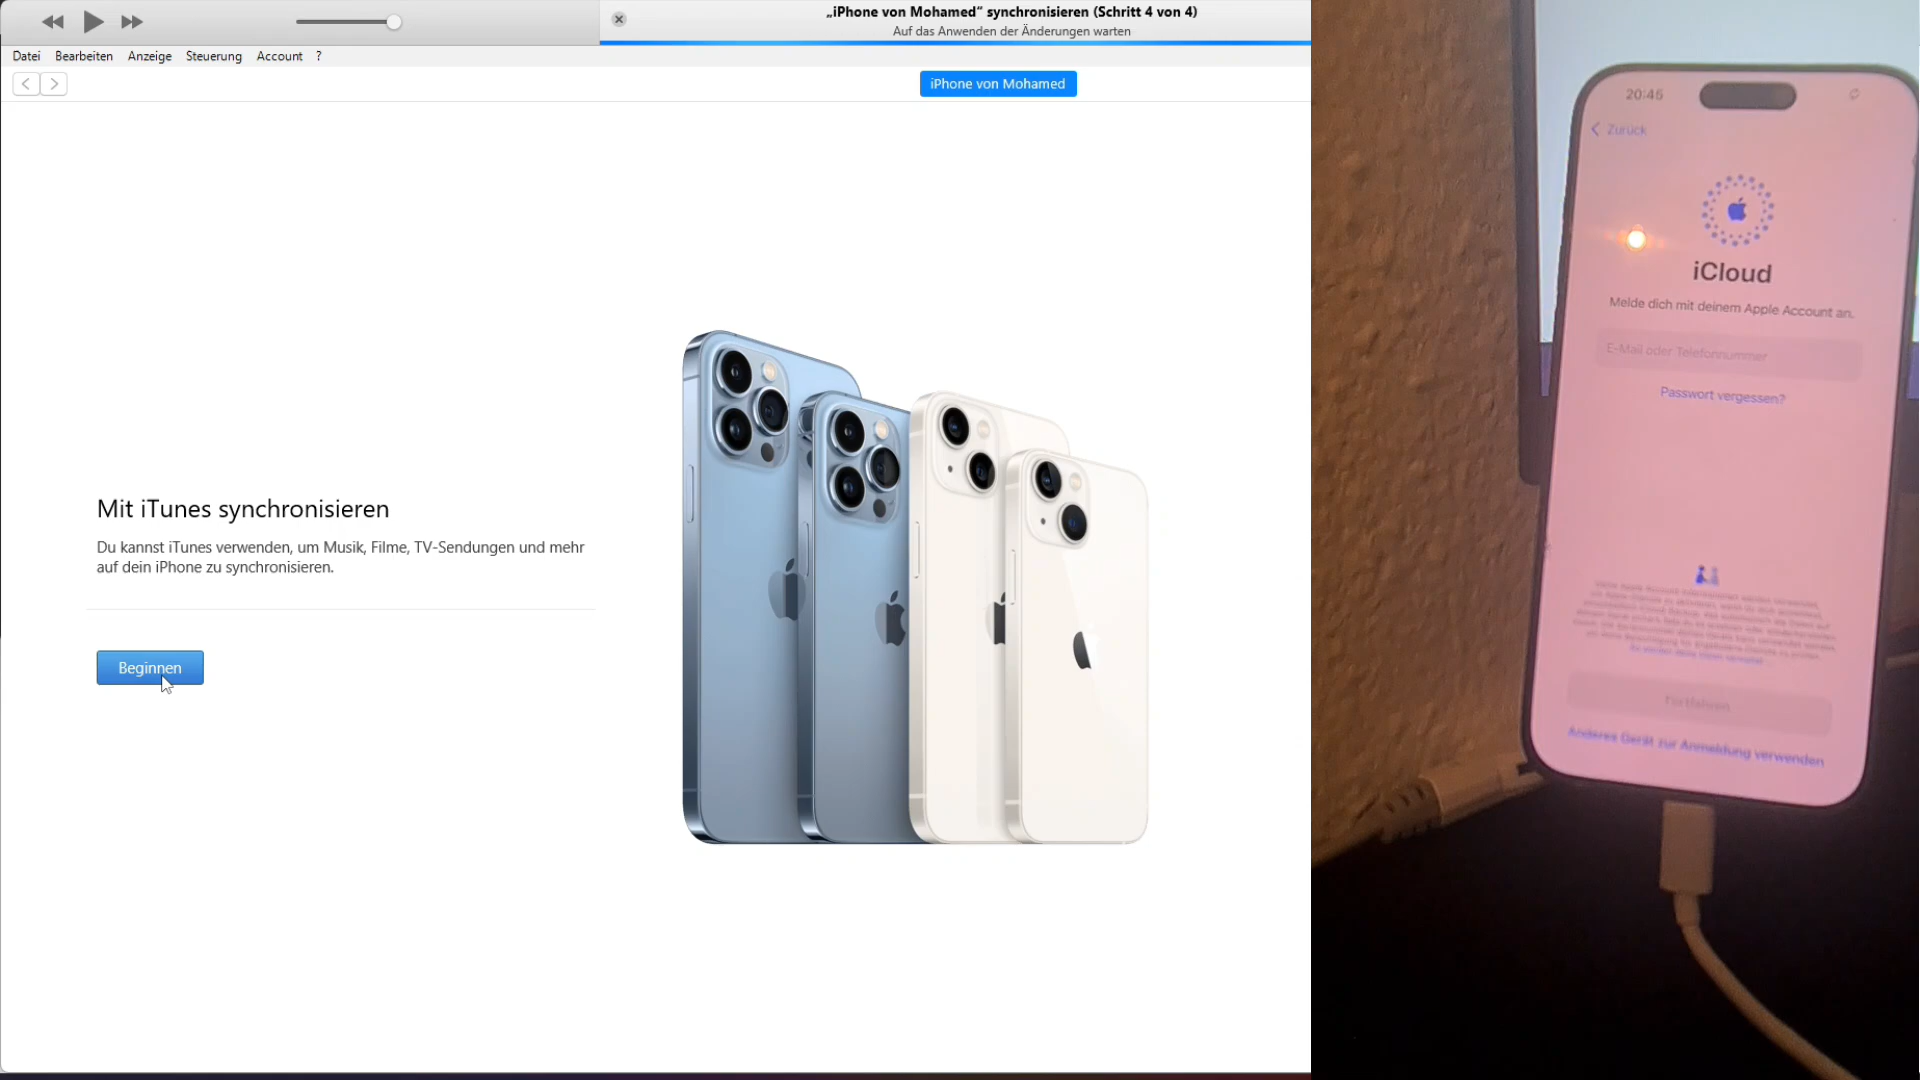 „iPhone von Mohamed“ synchronisieren (Schritt 4 von 4)
Auf das Anwenden der Änderungen warten
Datei Bearbeiten Anzeige Steuerung Account ?
iPhone von Mohamed
Mit iTunes synchronisieren
Du kannst iTunes verwenden, um Musik, Filme, TV-Sendungen und mehr
auf dein iPhone zu synchronisieren.
Beginnen
20:46
Zurück
iCloud
Melde dich mit deinem Apple Account an.
E-Mail oder Telefonnummer
Passwort vergessen?
Fortfahren
Anderes Gerät zur Anmeldung verwenden